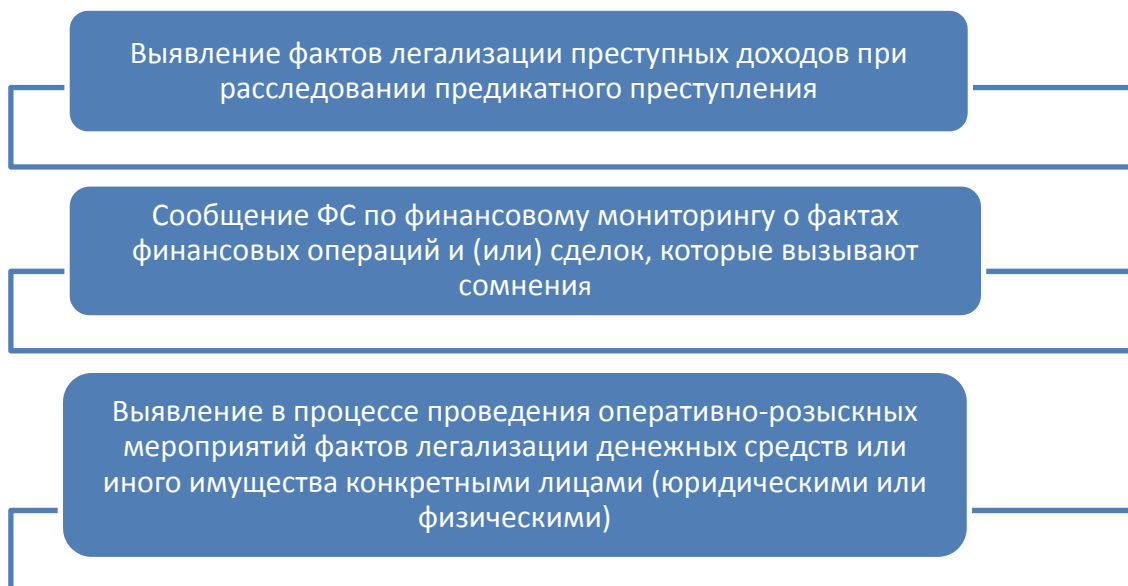 Выявление фактов легализации преступных доходов при
расследовании предикатного преступления
Сообщение ФС по финансовому мониторингу о фактах
финансовых операций и (или) сделок, которые вызывают
сомнения
Выявление в процессе проведения оперативно-розыскных
мероприятий фактов легализации денежных средств или
иного имущества конкретными лицами (юридическими или
физическими)